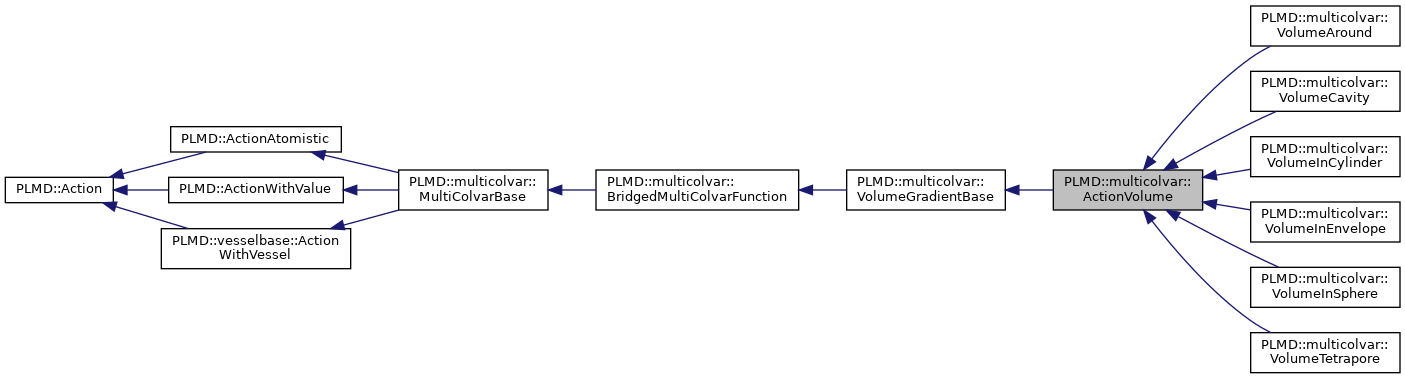 PLMD::Action
PLMD::ActionAtomistic
PLMD::ActionWithValue
PLMD::vesselbase::Action
WithVessel
PLMD::multicolvar::
MultiColvarBase
PLMD::multicolvar::
BridgedMultiColvarFunction
PLMD::multicolvar::
VolumeGradientBase
PLMD::multicolvar::
ActionVolume
PLMD::multicolvar::
VolumeAround
PLMD::multicolvar::
VolumeCavity
PLMD::multicolvar::
VolumeInCylinder
PLMD::multicolvar::
VolumeInEnvelope
PLMD::multicolvar::
VolumeInSphere
PLMD::multicolvar::
VolumeTetrapore